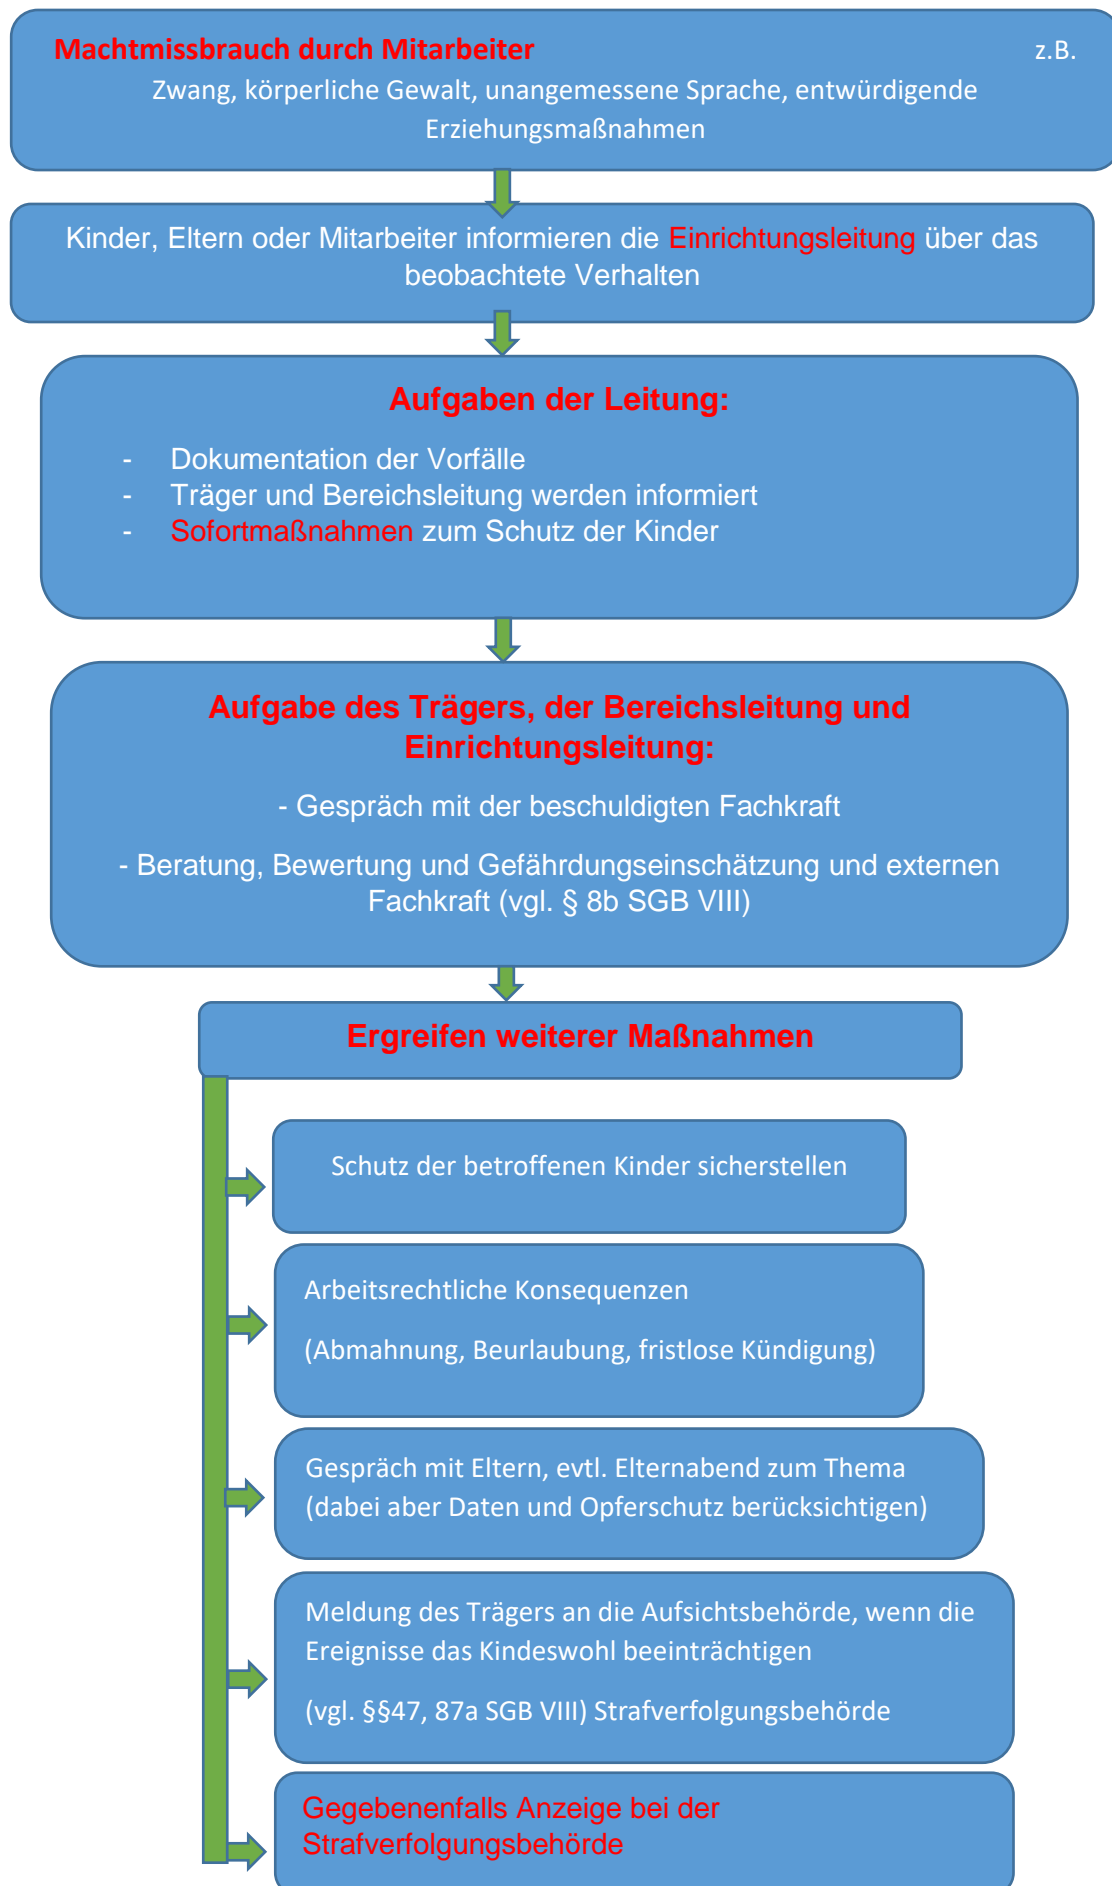 Machtmissbrauch durch Mitarbeiter z.B.
Zwang, körperliche Gewalt, unangemessene Sprache, entwürdigende
Erziehungsmaßnahmen
Kinder, Eltern oder Mitarbeiter informieren die Einrichtungsleitung über das
beobachtete Verhalten
Aufgaben der Leitung:
- Dokumentation der Vorfälle
- Träger und Bereichsleitung werden informiert
- Sofortmaßnahmen zum Schutz der Kinder
Aufgabe des Trägers, der Bereichsleitung und
Einrichtungsleitung:
- Gespräch mit der beschuldigten Fachkraft
- Beratung, Bewertung und Gefährdungseinschätzung und externen
Fachkraft (vgl. § 8b SGB VIII)
Ergreifen weiterer Maßnahmen
Schutz der betroffenen Kinder sicherstellen
Arbeitsrechtliche Konsequenzen
(Abmahnung, Beurlaubung, fristlose Kündigung)
Gespräch mit Eltern, evtl. Elternabend zum Thema
(dabei aber Daten und Opferschutz berücksichtigen)
Meldung des Trägers an die Aufsichtsbehörde, wenn die
Ereignisse das Kindeswohl beeinträchtigen
(vgl. §§47, 87a SGB VIII) Strafverfolgungsbehörde
Gegebenenfalls Anzeige bei der
Strafverfolgungsbehörde